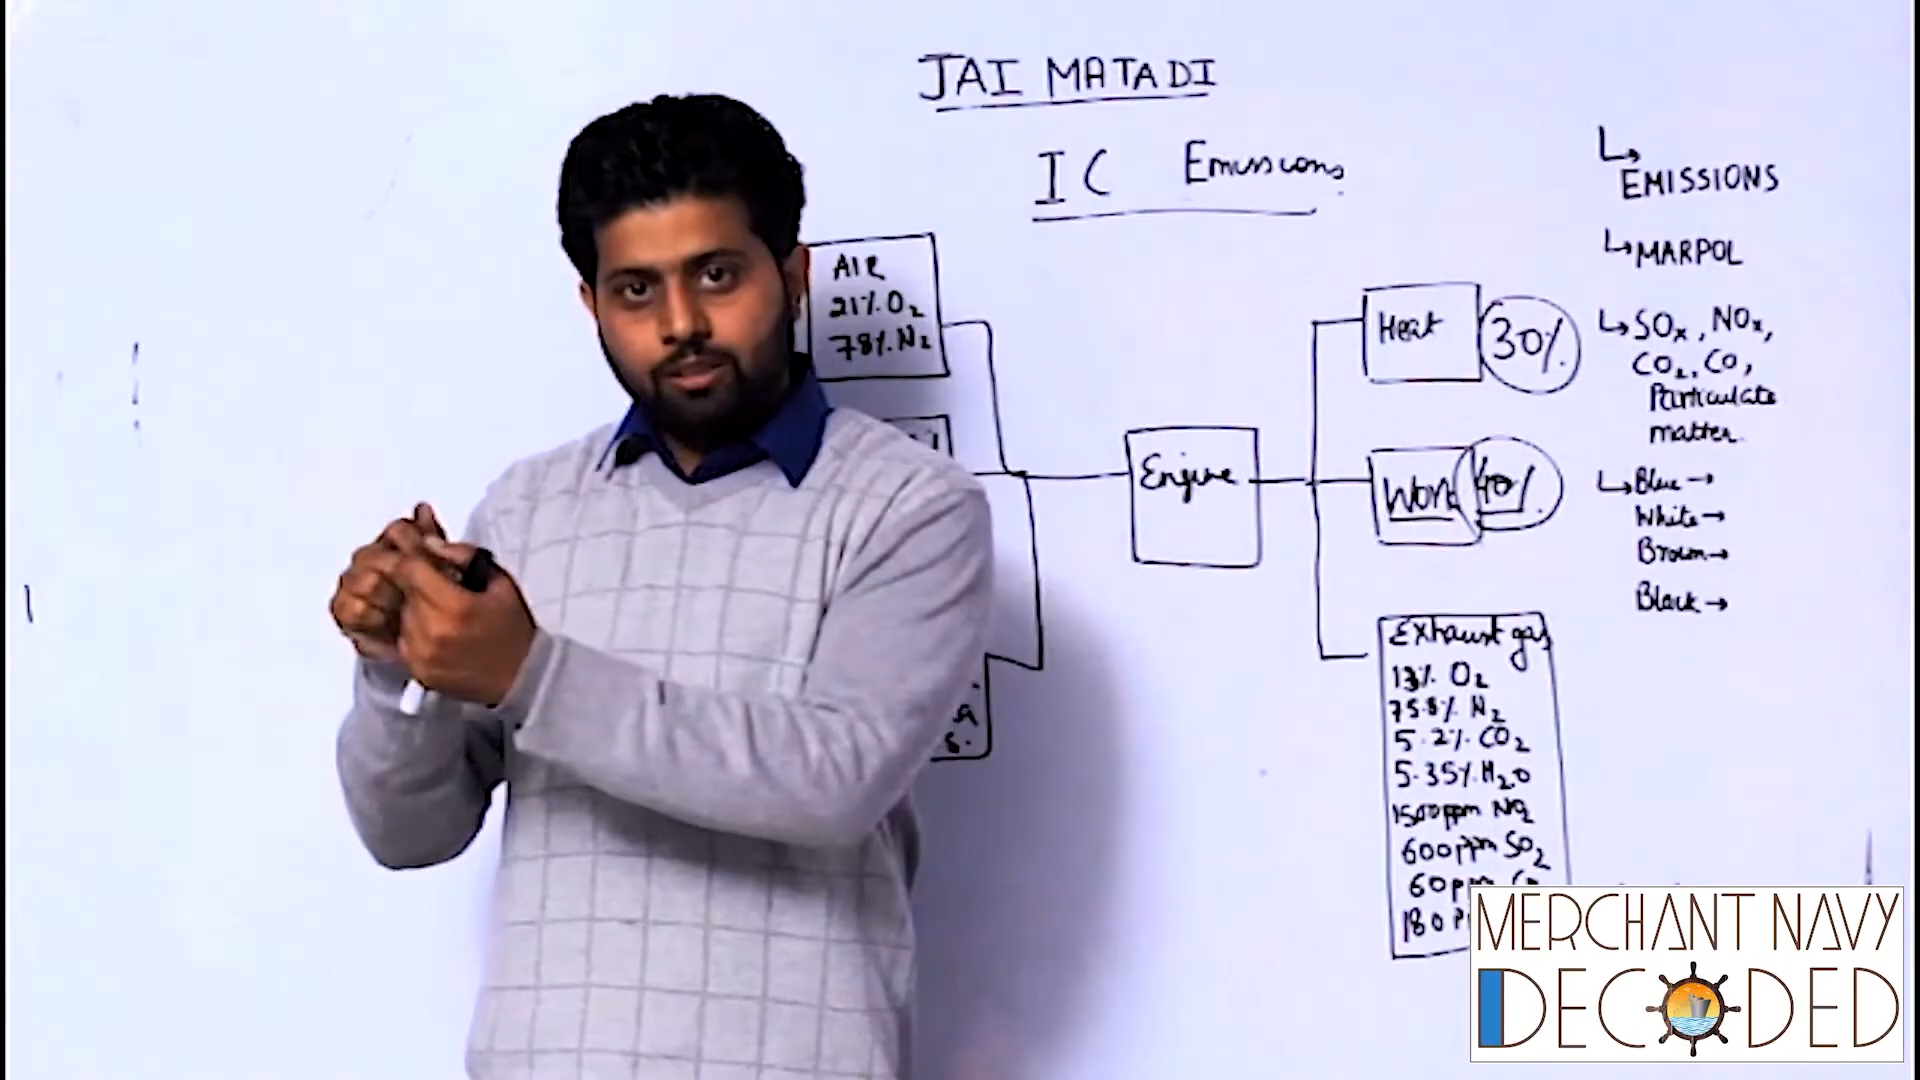 JAI MATA DI
IC Emissions
AIR
21% O2
78% N2
Engine
Heat 30%
Work 40%
Exhaust gas
13% O2
75.8% N2
5.2% CO2
5.35% H2O
1500ppm NO2
600ppm SO2
60pp
180 p
EMISSIONS
MARPOL
SOx, NOx,
CO2, CO,
Particulate
matter.
Blue →
White →
Brown →
Black →
MERCHANT NAVY
DECODED